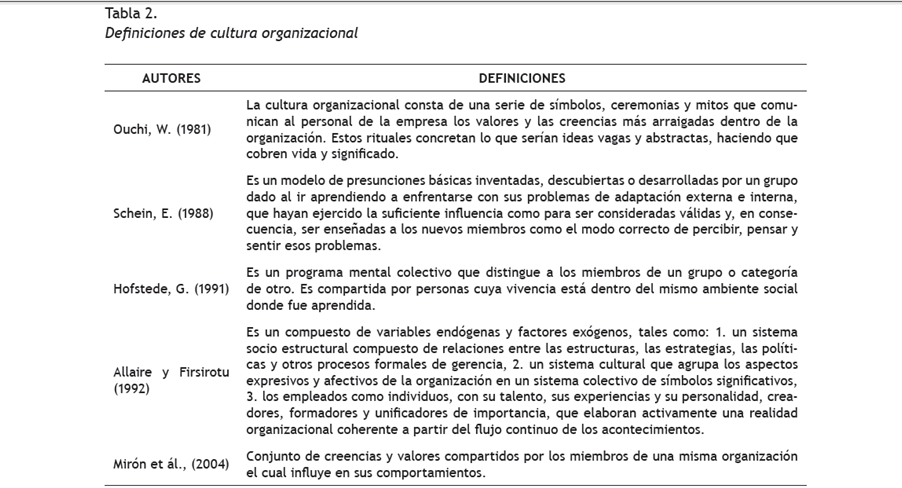 Tabla 2.
Definiciones de cultura organizacional
AUTORES DEFINICIONES
Ouchi, W. (1981)
La cultura organizacional consta de una serie de símbolos, ceremonias y mitos que comu-
nican al personal de la empresa los valores y las creencias más arraigadas dentro de la
organización. Estos rituales concretan lo que serían ideas vagas y abstractas, haciendo que
cobren vida y significado.
Schein, E. (1988)
Es un modelo de presunciones básicas inventadas, descubiertas o desarrolladas por un grupo
dado al ir aprendiendo a enfrentarse con sus problemas de adaptación externa e interna,
que hayan ejercido la suficiente influencia como para ser consideradas válidas y, en conse-
cuencia, ser enseñadas a los nuevos miembros como el modo correcto de percibir, pensar y
sentir esos problemas.
Hofstede, G. (1991)
Es un programa mental colectivo que distingue a los miembros de un grupo o categoría
de otro. Es compartida por personas cuya vivencia está dentro del mismo ambiente social
donde fue aprendida.
Allaire y Firsirotu
(1992)
Es un compuesto de variables endógenas y factores exógenos, tales como: 1. un sistema
socio estructural compuesto de relaciones entre las estructuras, las estrategias, las políti-
cas y otros procesos formales de gerencia, 2. un sistema cultural que agrupa los aspectos
expresivos y afectivos de la organización en un sistema colectivo de símbolos significativos,
3. los empleados como individuos, con su talento, sus experiencias y su personalidad, crea-
dores, formadores y unificadores de importancia, que elaboran activamente una realidad
organizacional coherente a partir del flujo continuo de los acontecimientos.
Mirón et ál., (2004)
Conjunto de creencias y valores compartidos por los miembros de una misma organización
el cual influye en sus comportamientos.